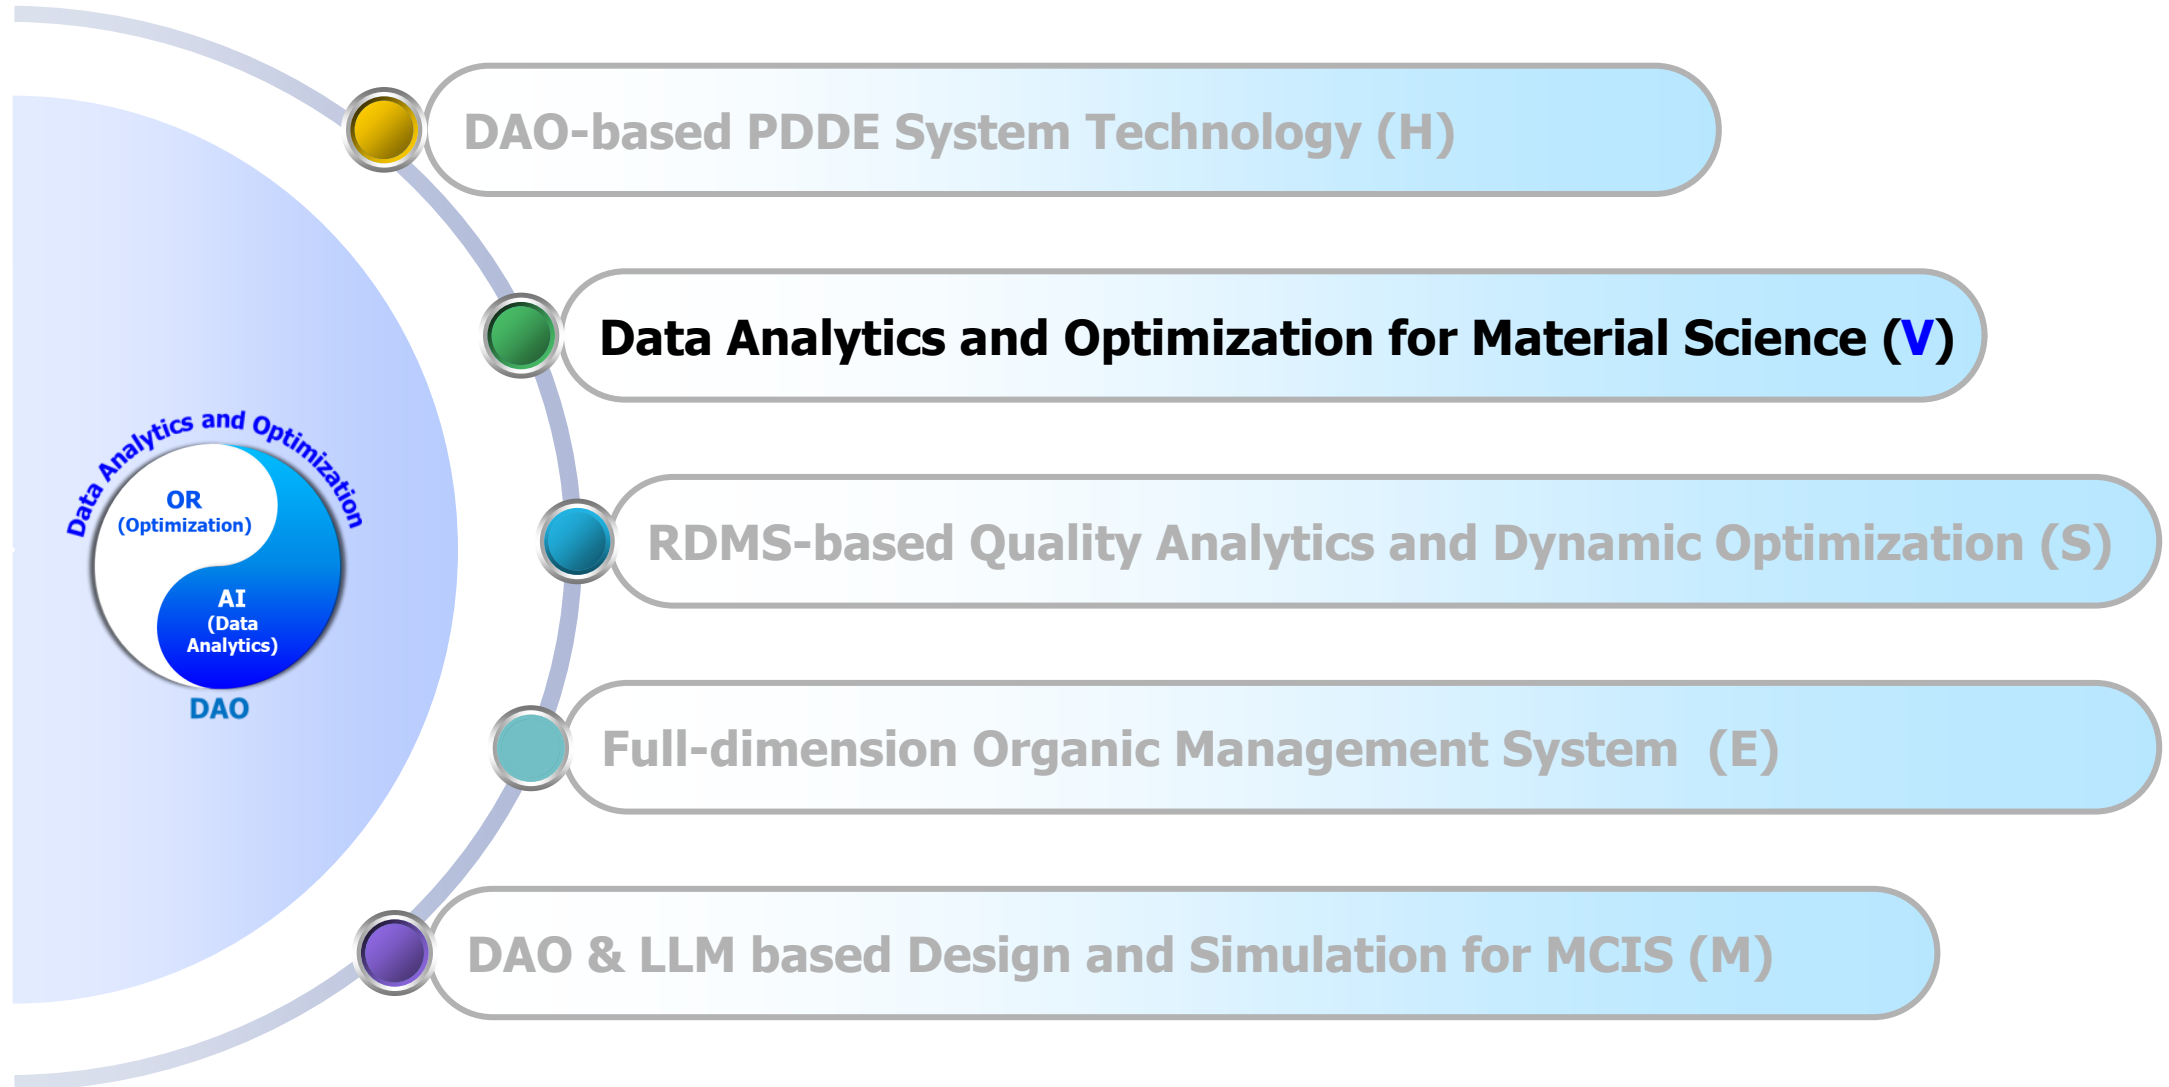 DAO-based PDDE System Technology (H)
Data Analytics and Optimization for Material Science (V)
Data Analytics and Optimization
OR
(Optimization)
AI
(Data
Analytics)
DAO
RDMS-based Quality Analytics and Dynamic Optimization (S)
Full-dimension Organic Management System (E)
DAO & LLM based Design and Simulation for MCIS (M)